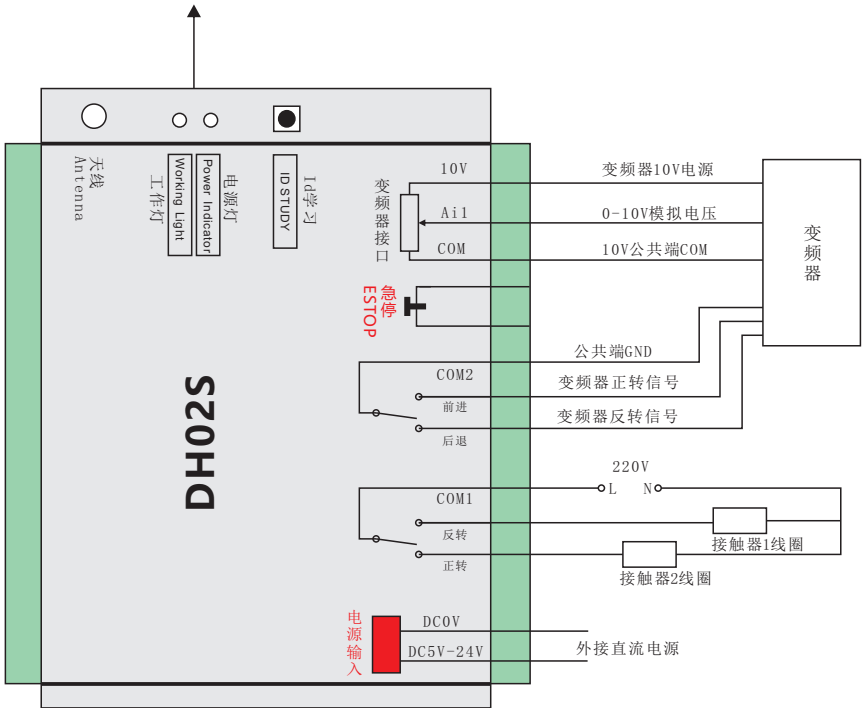 天线
Antenna
工作灯
Working Light
Power Indicator
电源灯
ID STUDY
Id学习
变频器接口
10V
Ai1
COM
变频器10V电源
0-10V模拟电压
10V公共端COM
变频器
急停
ESTOP
DH02S
COM2
前进
后退
公共端GND
变频器正转信号
变频器反转信号
COM1
反转
正转
220V
L N
接触器1线圈
接触器2线圈
电源输入
DC0V
DC5V-24V
外接直流电源